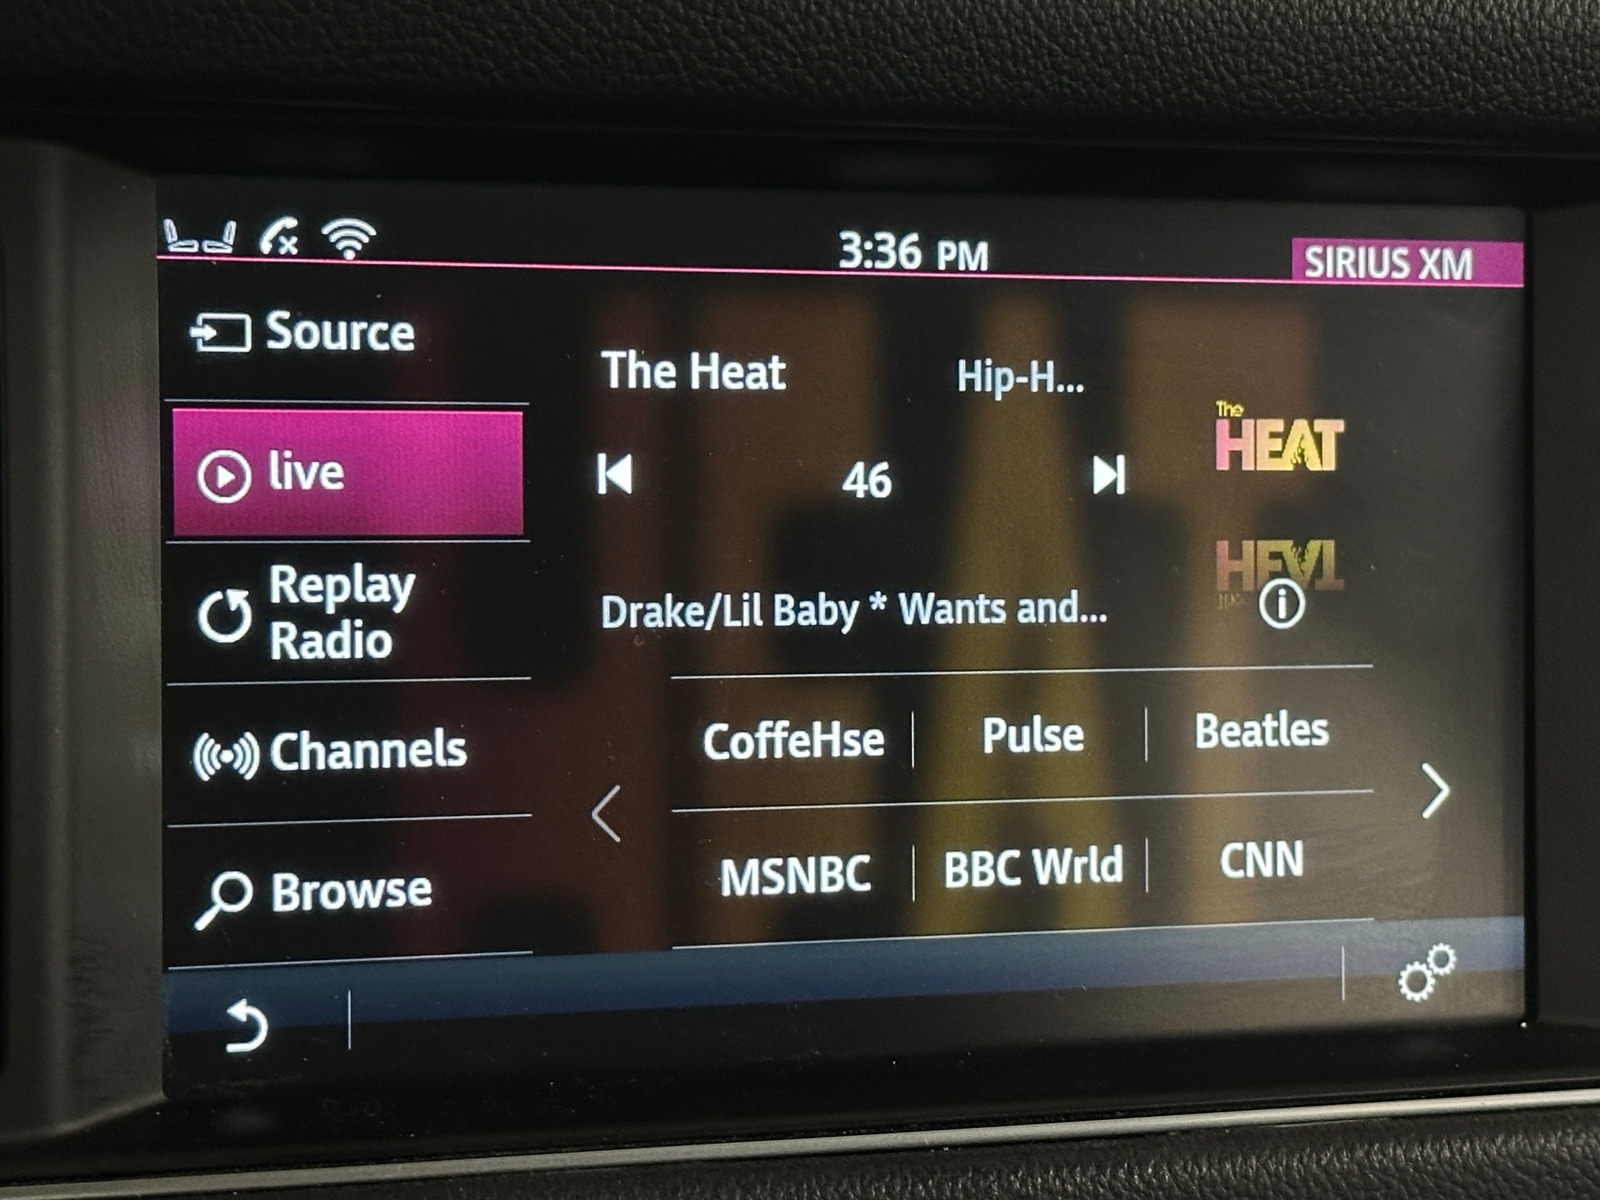 3:36 PM
SIRIUS XM
Source
live
Replay
Radio
Channels
Browse
The Heat
Hip-H...
46
The
HEAT
Drake/Lil Baby * Wants and...
CoffeHse
Pulse
Beatles
MSNBC
BBC Wrld
CNN